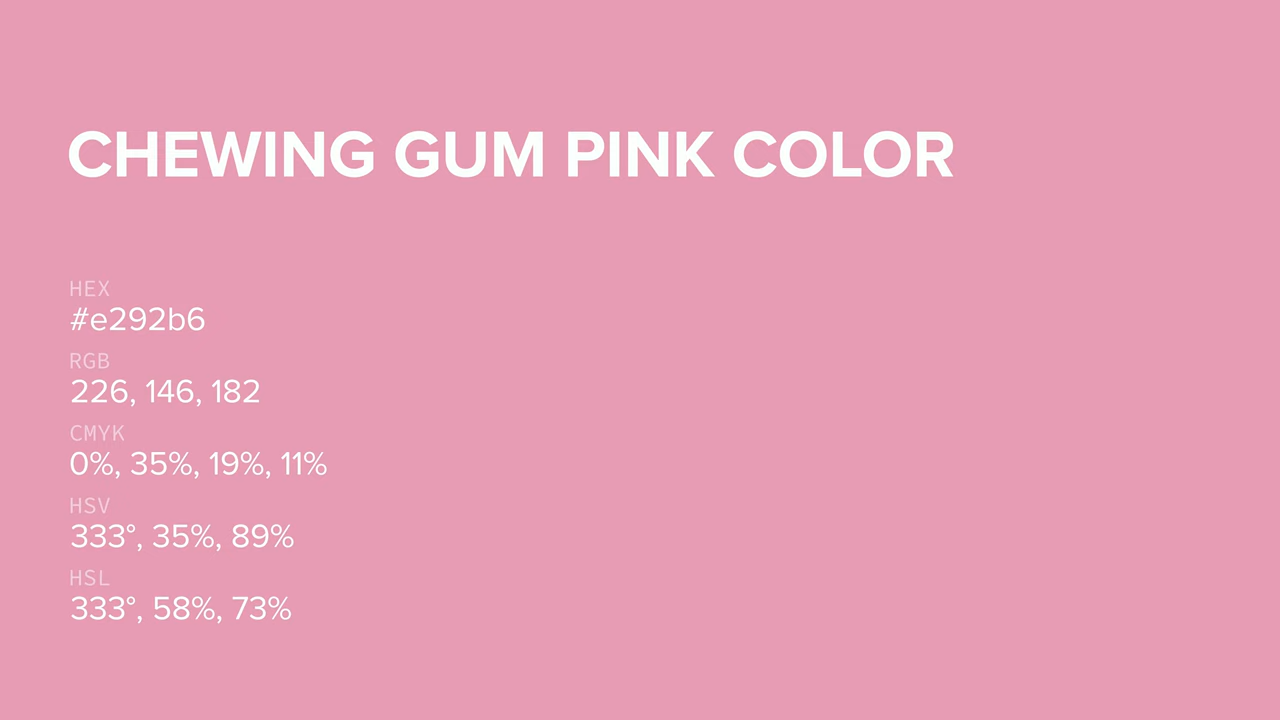 CHEWING GUM PINK COLOR
HEX
#e292b6
RGB
226, 146, 182
CMYK
0%, 35%, 19%, 11%
HSV
333°, 35%, 89%
HSL
333°, 58%, 73%